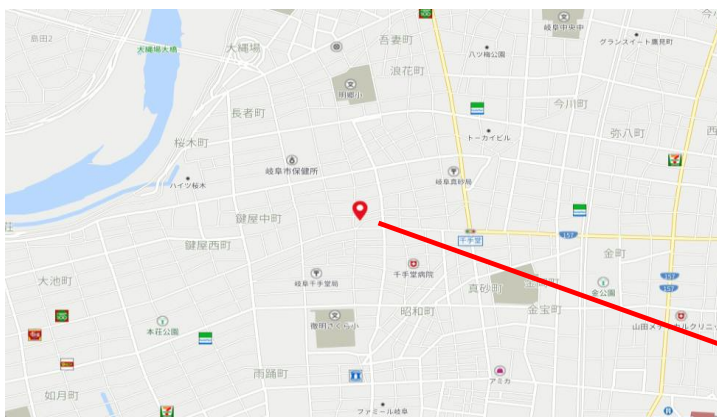 島田2
大縄場大橋
大縄場
吾妻町
岐阜中央中
グランスイート鷹見町
八ツ梅公園
浪花町
明郷小
長者町
今川町
トーカイビル
弥八町
桜木町
西
岐阜市保健所
岐阜真砂局
ハイツ桜木
荘
鍵屋中町
千手堂
157
鍵屋西町
金町
大池町
岐阜千手堂局
千手堂病院
157
157
真砂町
金公園
昭和町
金宝町
本荘公園
徹明さくら小
山田メディカルクリニッ
雨踊町
アミカ
如月町
ファミール岐阜